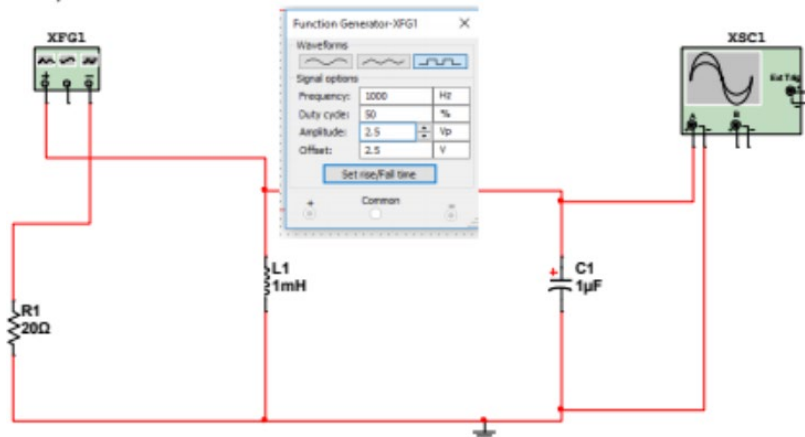 Function Generator-XFG1
XFG1
XSC1
Waveforms
Signal options
Frequency: 1000 Hz
Duty cycle: 50 %
Amplitude: 2.5 Vp
Offset: 2.5 V
Set rise/Fall time
+ Common -
+ -
A B
Ext Trig
L1
1mH
+ C1
1µF
R1
20Ω